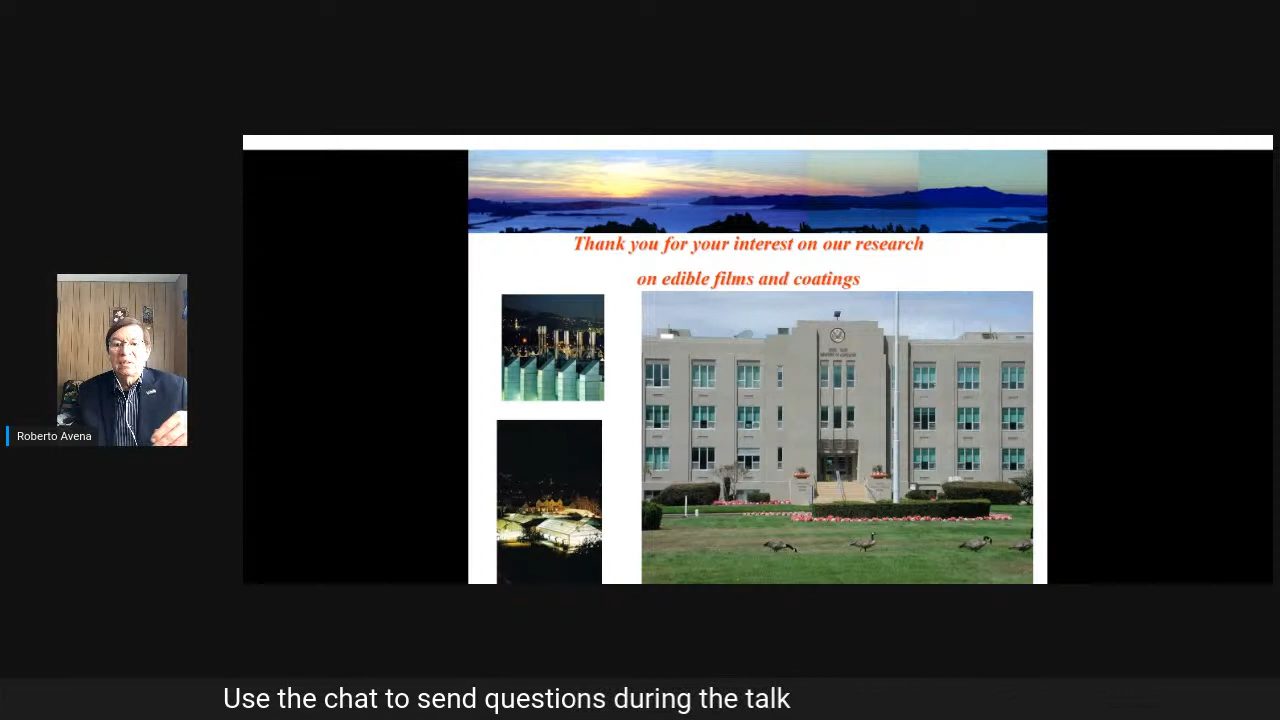 Thank you for your interest on our research
on edible films and coatings
Roberto Avena
Use the chat to send questions during the talk